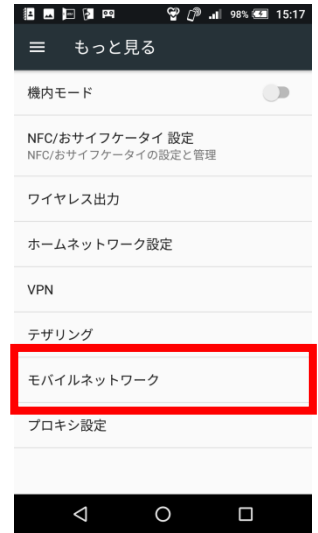 98% 15:17
もっと見る
機内モード
NFC/おサイフケータイ 設定
NFC/おサイフケータイの設定と管理
ワイヤレス出力
ホームネットワーク設定
VPN
テザリング
モバイルネットワーク
プロキシ設定